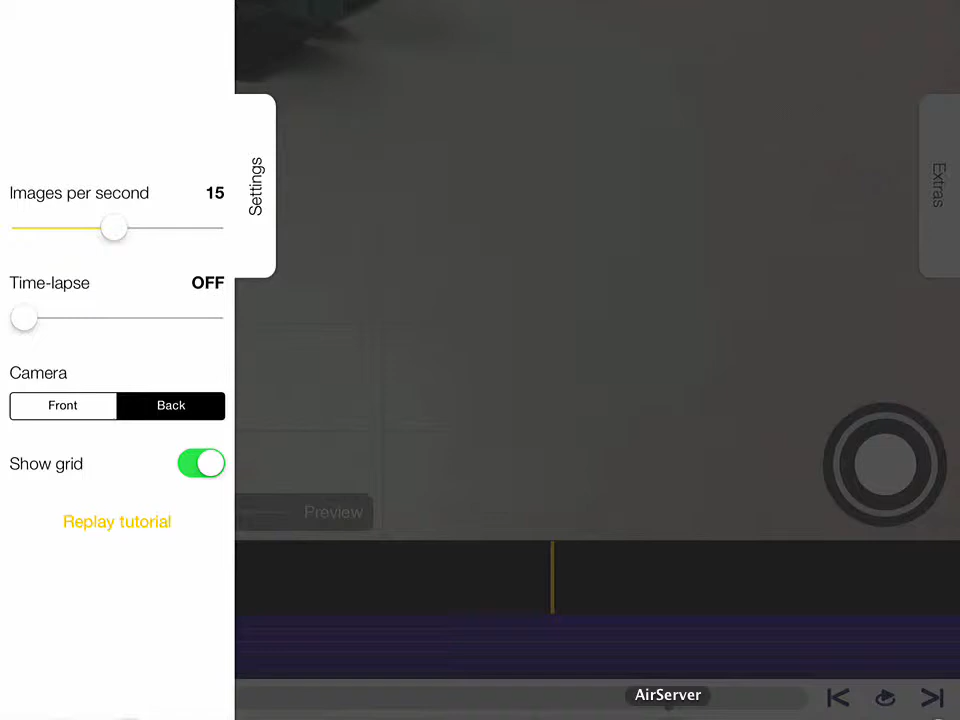 Settings
Extras
Images per second 15
Time-lapse OFF
Camera
Front Back
Show grid
Preview
Replay tutorial
AirServer